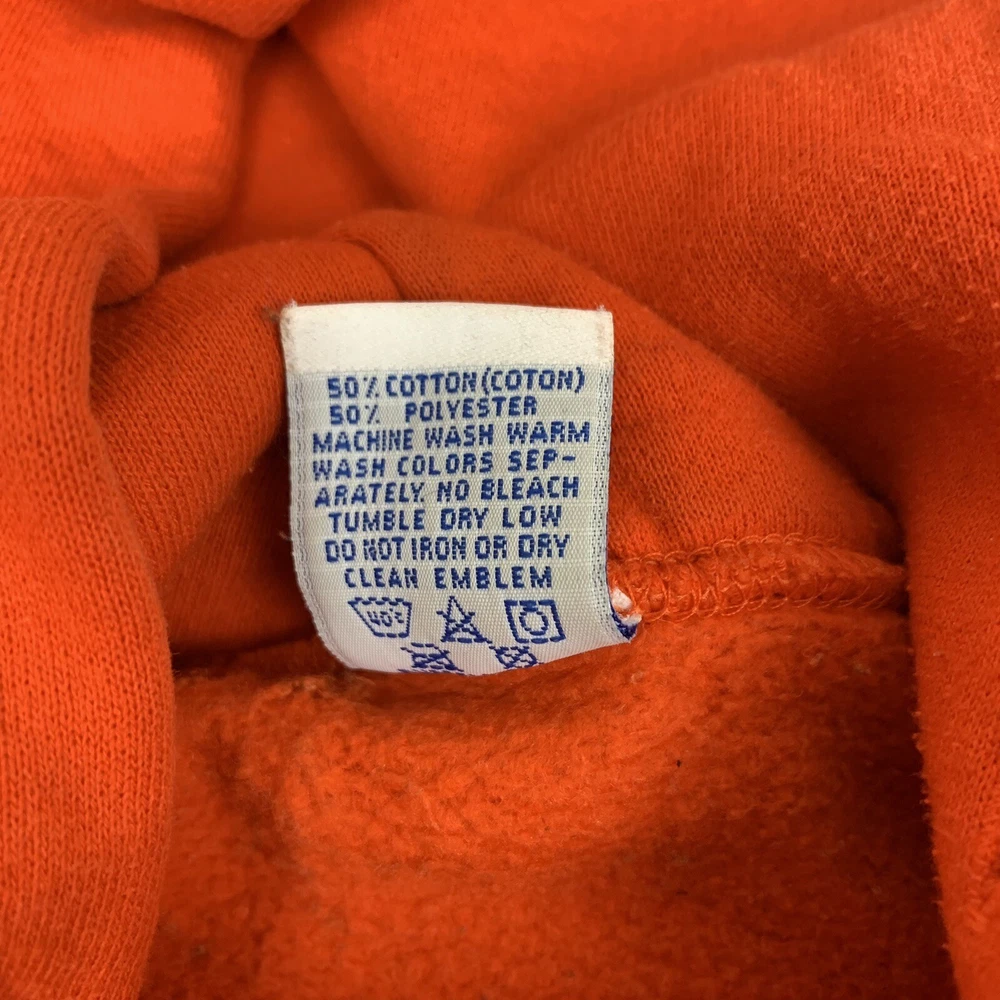 50% COTTON (COTON)
50% POLYESTER
MACHINE WASH WARM
WASH COLORS SEP-
ARATELY. NO BLEACH
TUMBLE DRY LOW
DO NOT IRON OR DRY
CLEAN EMBLEM
40°